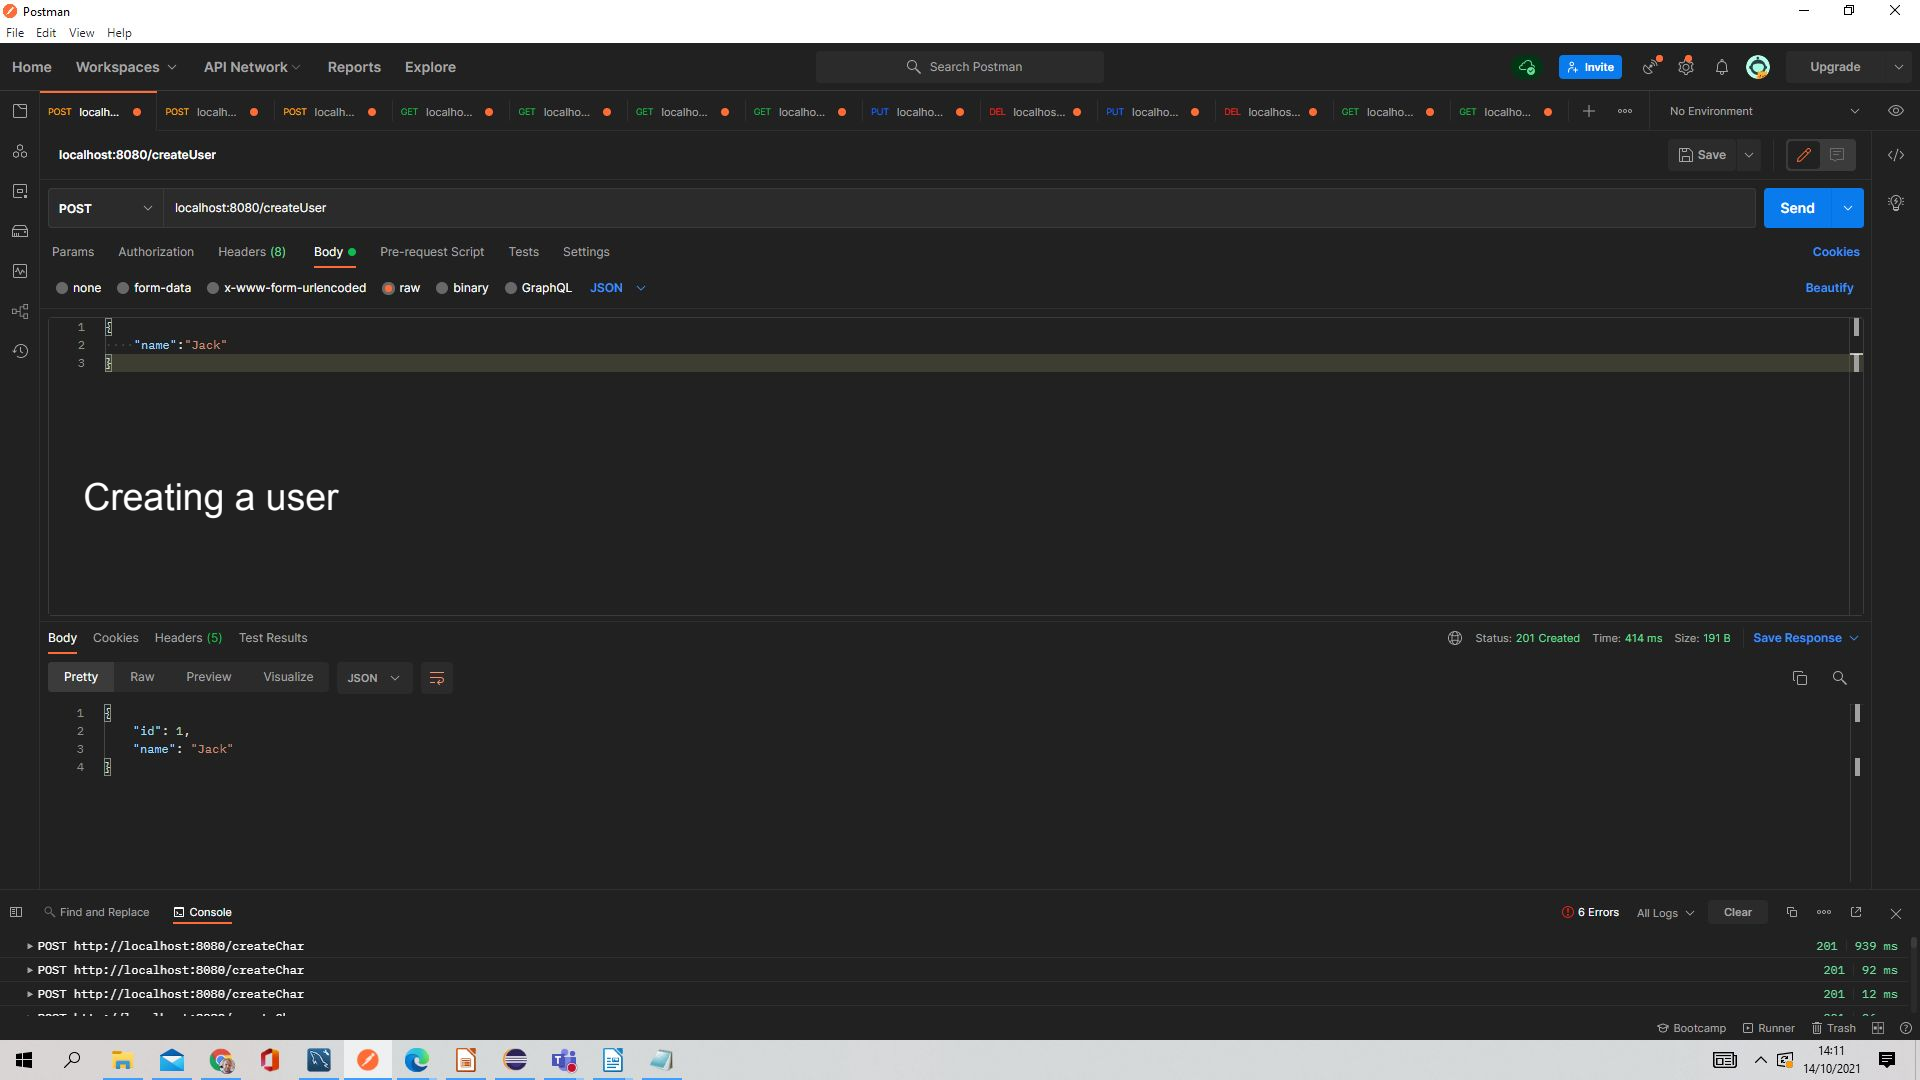 Postman
File Edit View Help
Home Workspaces API Network Reports Explore Search Postman Invite Upgrade
POST localh... POST localh... POST localh... GET localho... GET localho... GET localho... GET localho... PUT localho... DEL localhos... PUT localho... DEL localhos... GET localho... GET localho... No Environment
localhost:8080/createUser Save
POST localhost:8080/createUser Send
Params Authorization Headers (8) Body Pre-request Script Tests Settings Cookies
none form-data x-www-form-urlencoded raw binary GraphQL JSON Beautify
1 {
2 "name":"Jack"
3 }
Creating a user
Body Cookies Headers (5) Test Results Status: 201 Created Time: 414 ms Size: 191 B Save Response
Pretty Raw Preview Visualize JSON
1 {
2 "id": 1,
3 "name": "Jack"
4 }
Find and Replace Console 6 Errors All Logs Clear
POST http://localhost:8080/createChar 201 939 ms
POST http://localhost:8080/createChar 201 92 ms
POST http://localhost:8080/createChar 201 12 ms
Bootcamp Runner Trash
14:11
14/10/2021